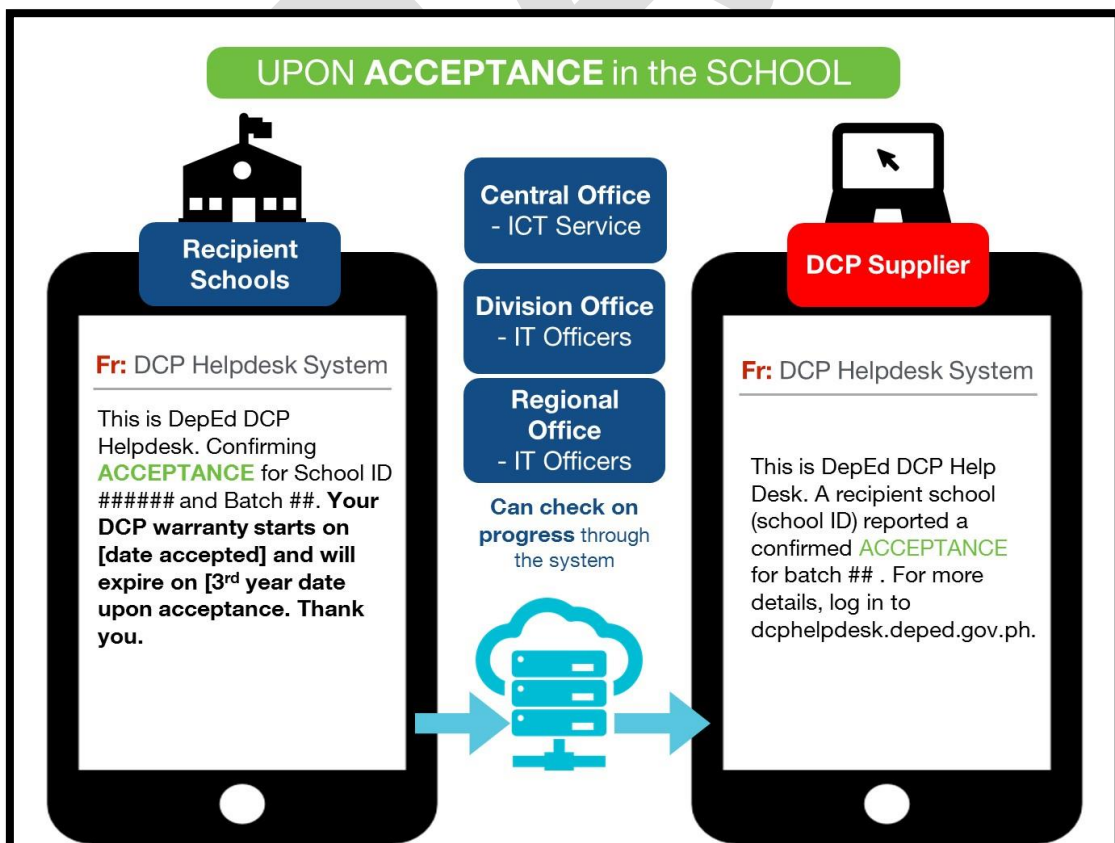 UPON ACCEPTANCE in the SCHOOL
Recipient
Schools
Fr: DCP Helpdesk System
This is DepEd DCP
Helpdesk. Confirming
ACCEPTANCE for School ID
###### and Batch ##. Your
DCP warranty starts on
[date accepted] and will
expire on [3rd year date
upon acceptance. Thank
you.
Central Office
- ICT Service
Division Office
- IT Officers
Regional
Office
- IT Officers
Can check on
progress through
the system
DCP Supplier
Fr: DCP Helpdesk System
This is DepEd DCP Help
Desk. A recipient school
(school ID) reported a
confirmed ACCEPTANCE
for batch ## . For more
details, log in to
dcphelpdesk.deped.gov.ph.